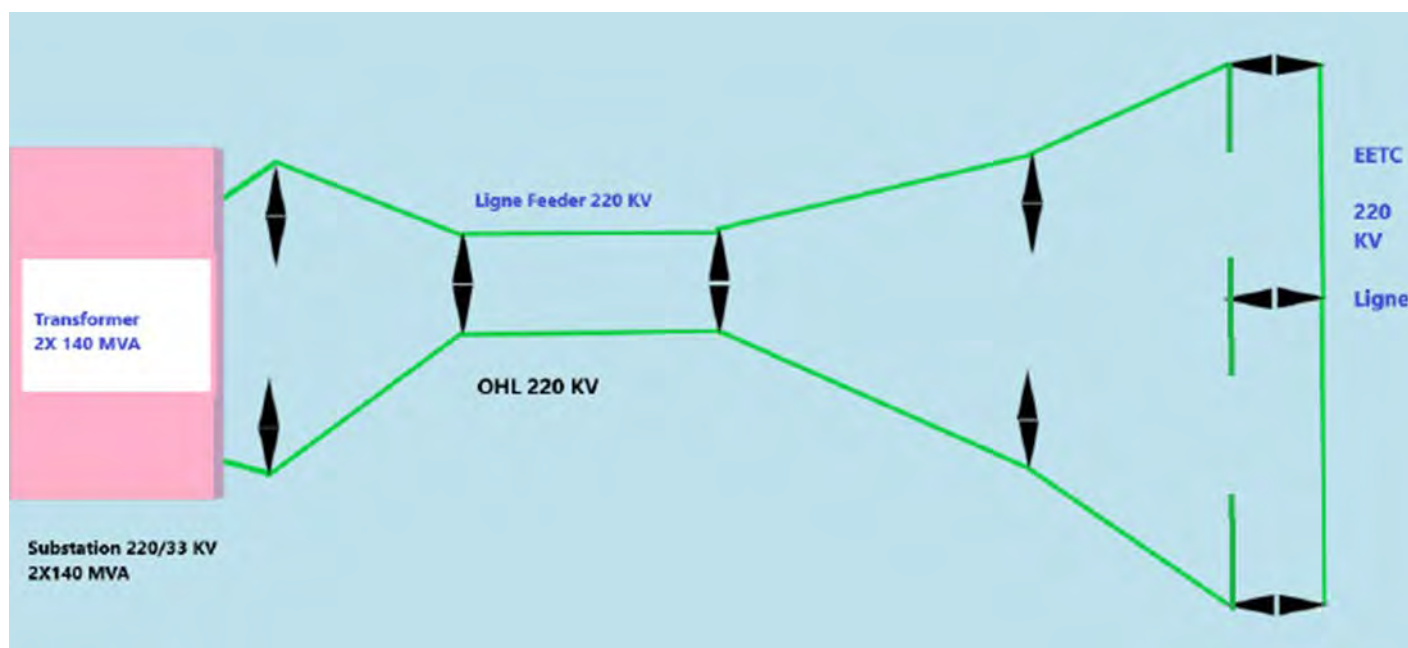 Ligne Feeder 220 KV
EETC
220
KV
Ligne
Transformer
2X 140 MVA
OHL 220 KV
Substation 220/33 KV
2X140 MVA